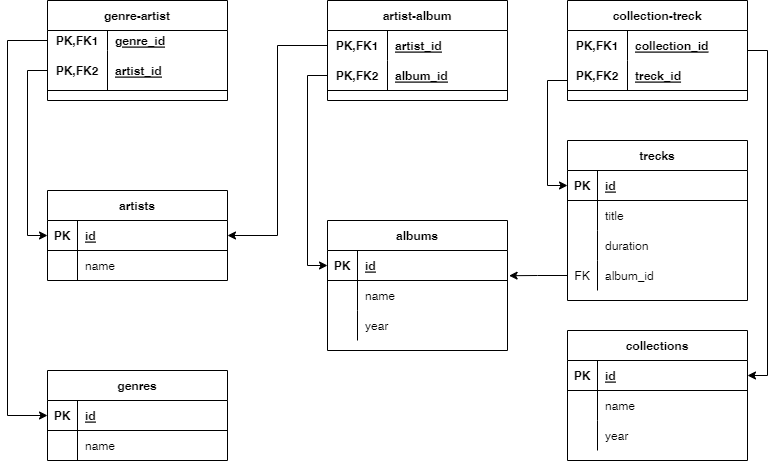 genre-artist
PK,FK1 genre_id
PK,FK2 artist_id
artist-album
PK,FK1 artist_id
PK,FK2 album_id
collection-treck
PK,FK1 collection_id
PK,FK2 treck_id
artists
PK id
name
albums
PK id
name
year
trecks
PK id
title
duration
FK album_id
genres
PK id
name
collections
PK id
name
year